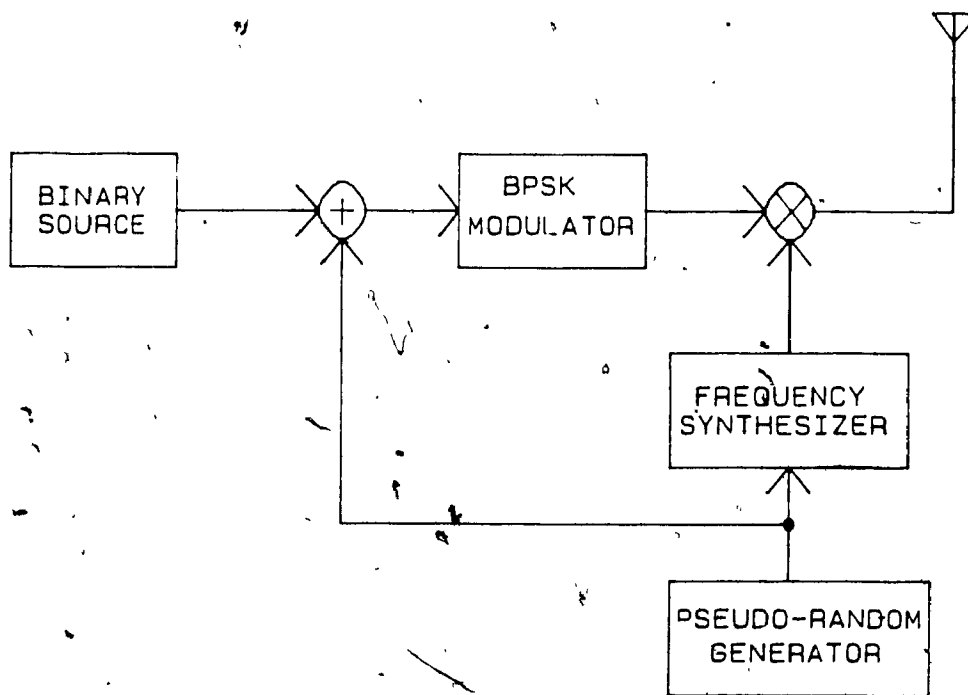 BINARY
SOURCE
+
BPSK
MODULATOR
FREQUENCY
SYNTHESIZER
PSEUDO-RANDOM
GENERATOR